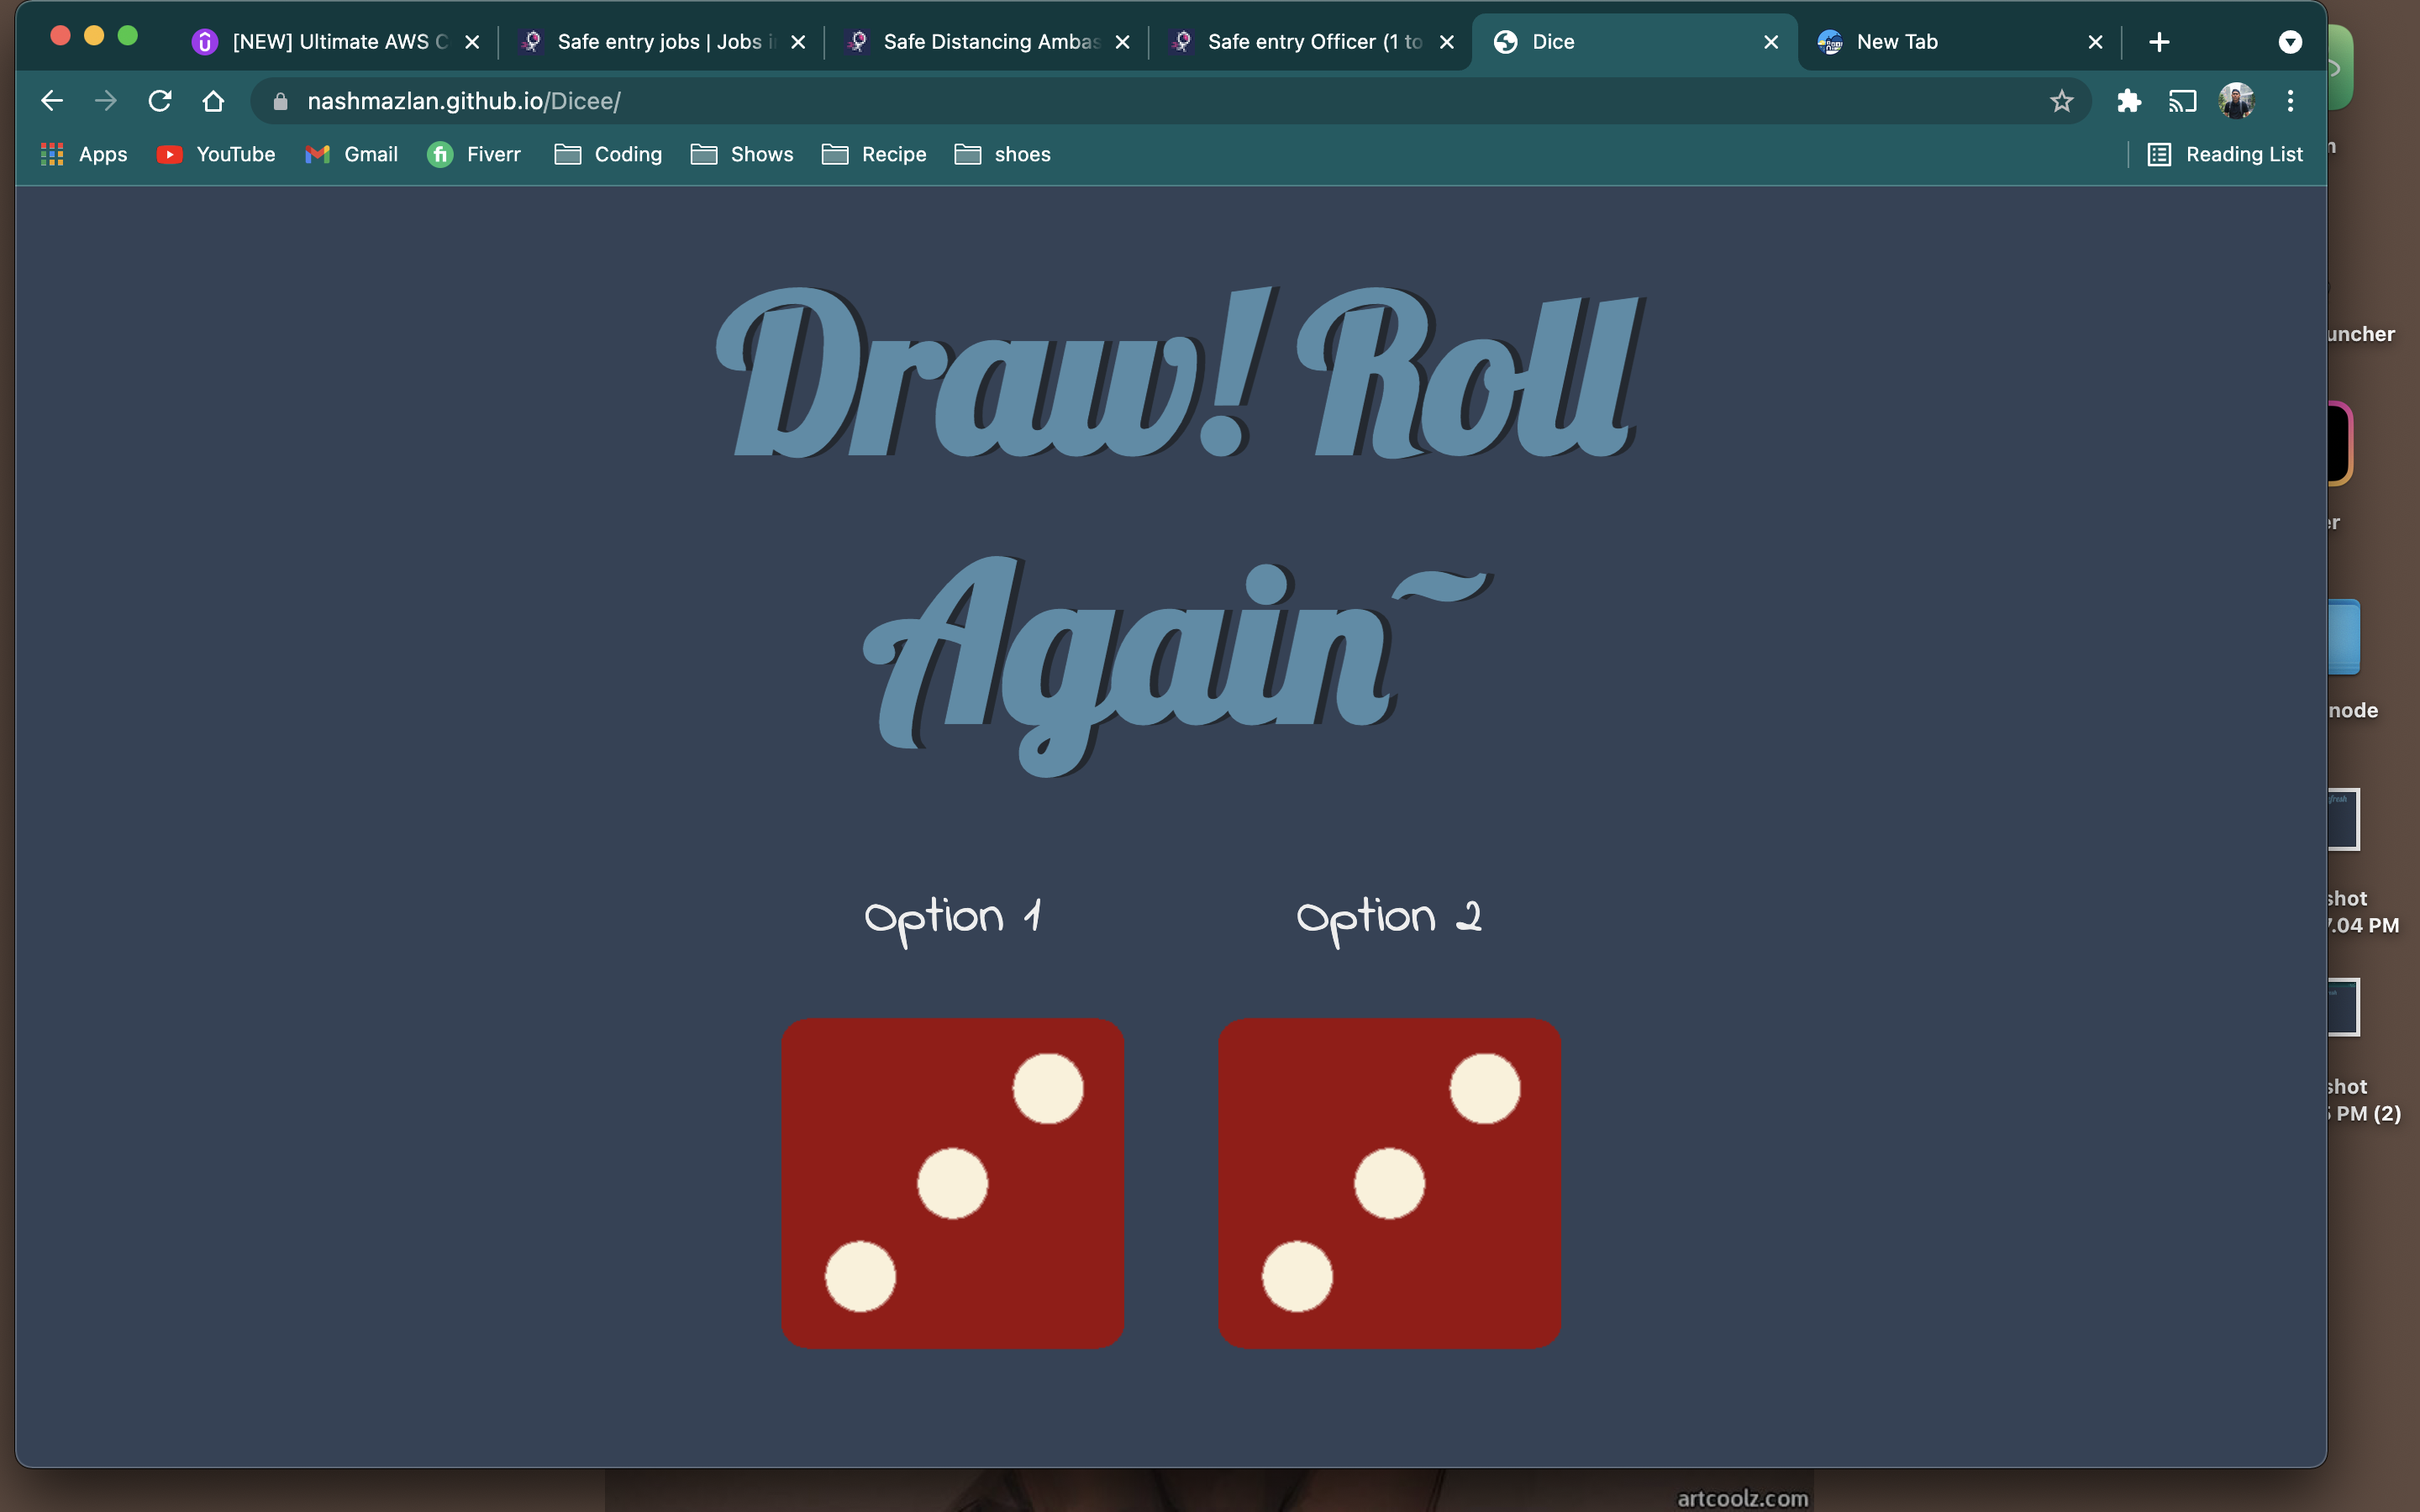 [NEW] Ultimate AWS C
Safe entry jobs | Jobs i
Safe Distancing Ambas
Safe entry Officer (1 to
Dice
New Tab
nashmazlan.github.io/Dicee/
Apps
YouTube
Gmail
Fiverr
Coding
Shows
Recipe
shoes
Reading List
Draw! Roll
Again~
Option 1
Option 2
uncher
er
node
shot
7.04 PM
shot
PM (2)
artcoolz.com